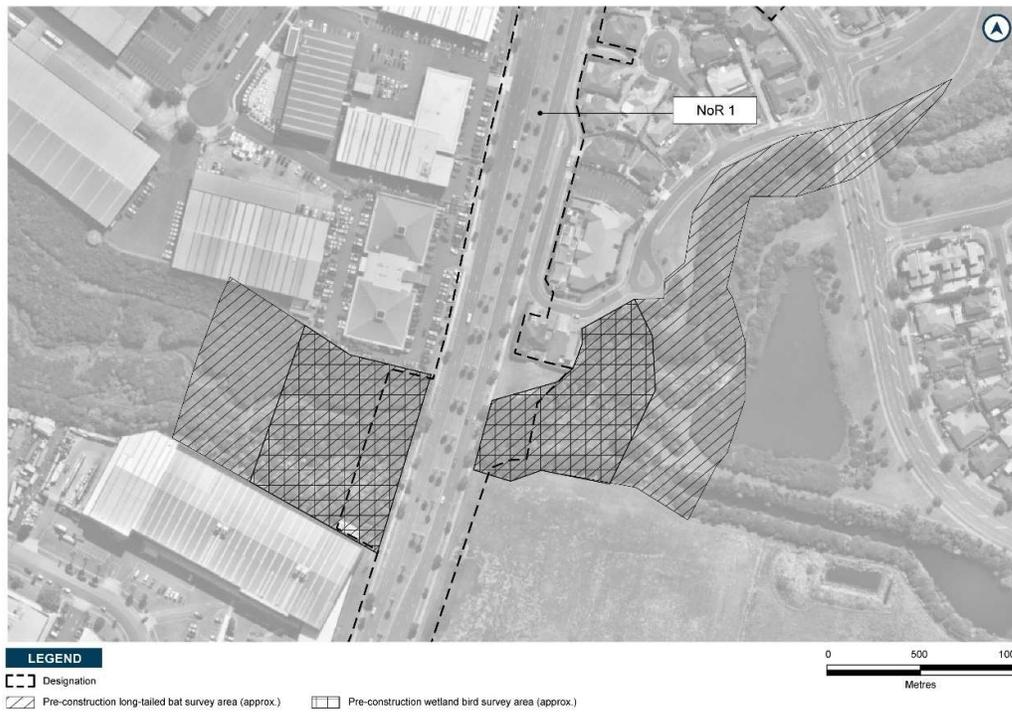 NoR 1
LEGEND
Designation
Pre-construction long-tailed bat survey area (approx.)
Pre-construction wetland bird survey area (approx.)
0 500 100
Metres